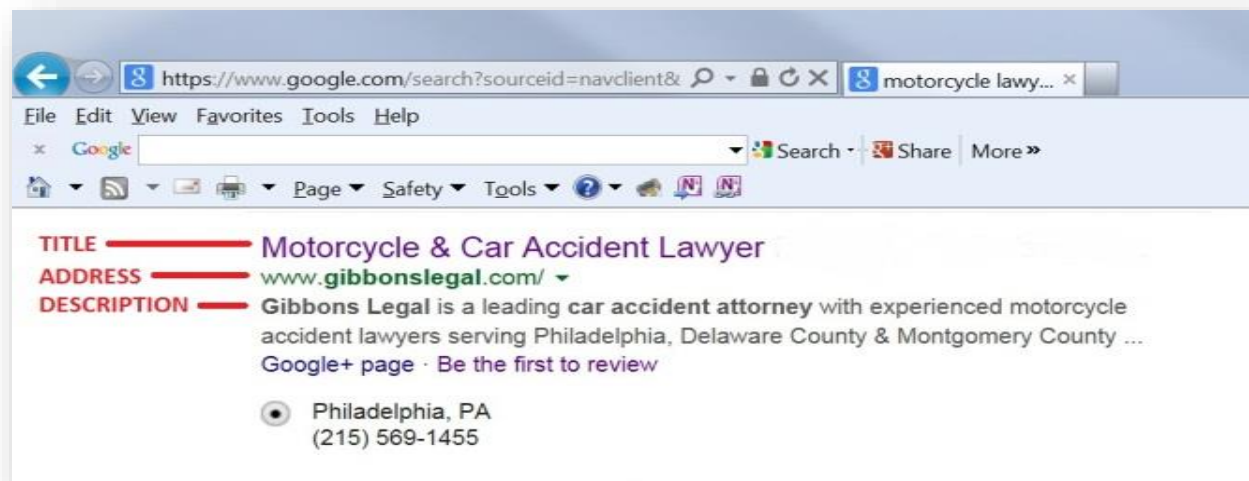 https://www.google.com/search?sourceid=navclient& motorcycle lawy...
File Edit View Favorites Tools Help
Google Search Share More »
Page Safety Tools
TITLE Motorcycle & Car Accident Lawyer
ADDRESS www.gibbonslegal.com/
DESCRIPTION Gibbons Legal is a leading car accident attorney with experienced motorcycle
accident lawyers serving Philadelphia, Delaware County & Montgomery County ...
Google+ page · Be the first to review
Philadelphia, PA
(215) 569-1455